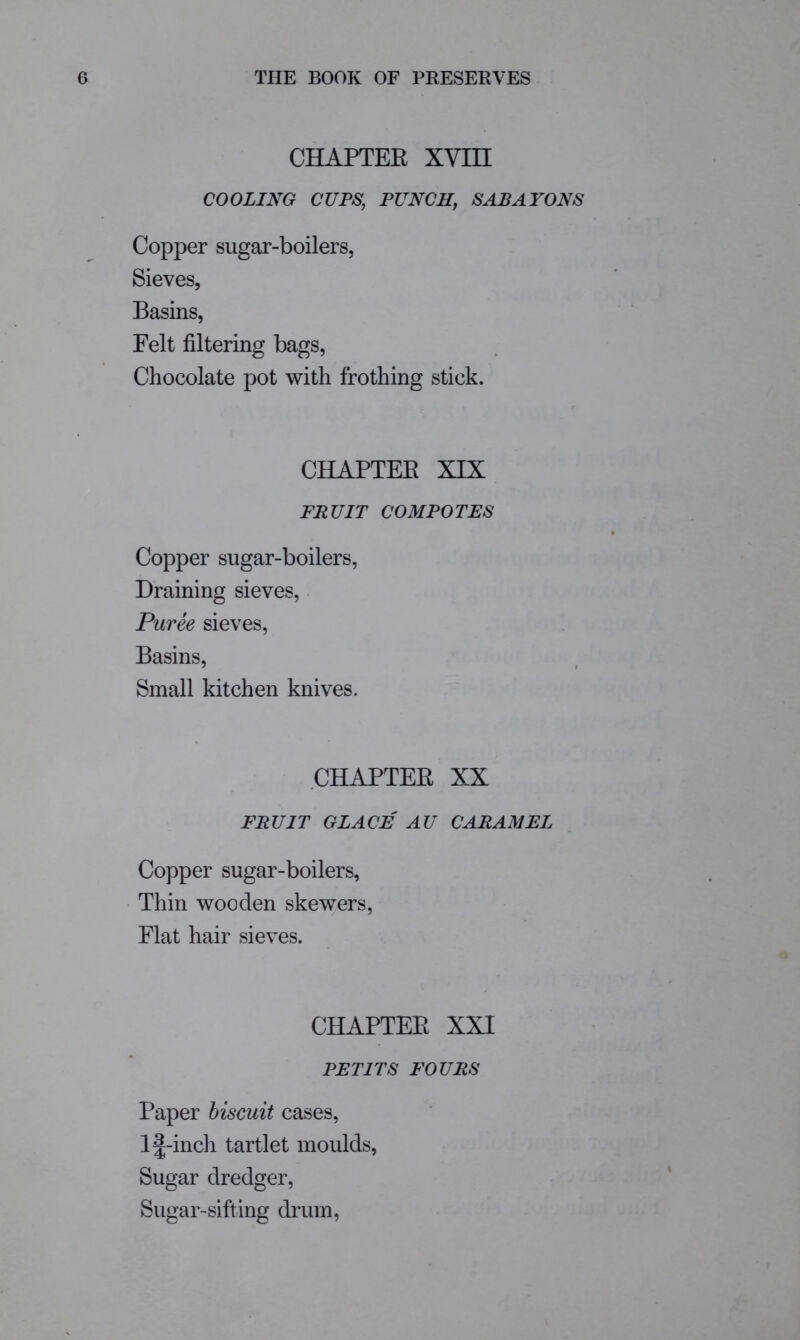 6 THE BOOK OF PRESERVES
CHAPTER XVIII
COOLING CUPS, PUNCH, SABAYONS
Copper sugar-boilers,
Sieves,
Basins,
Felt filtering bags,
Chocolate pot with frothing stick.
CHAPTER XIX
FRUIT COMPOTES
Copper sugar-boilers,
Draining sieves,
Purée sieves,
Basins,
Small kitchen knives.
CHAPTER XX
FRUIT GLACÉ AU CARAMEL
Copper sugar-boilers,
Thin wooden skewers,
Flat hair sieves.
CHAPTER XXI
PETITS FOURS
Paper biscuit cases,
1¾-inch tartlet moulds,
Sugar dredger,
Sugar-sifting drum,